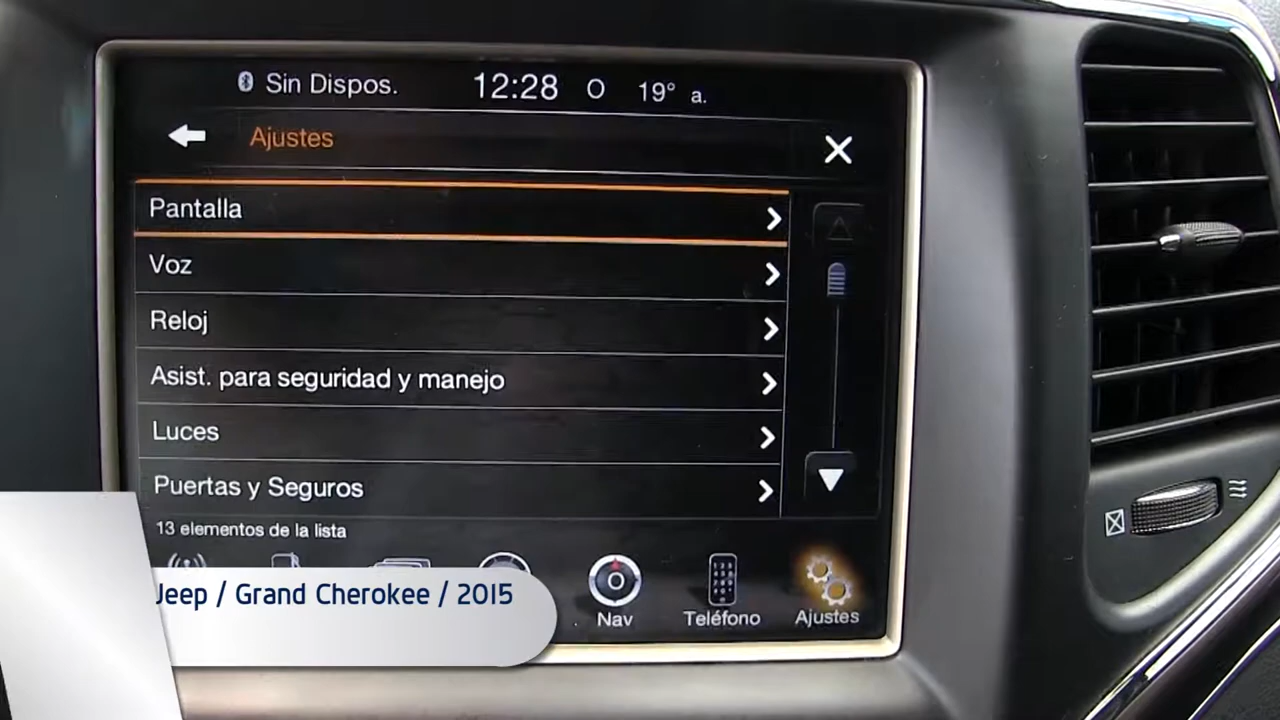 Sin Dispos. 12:28 O 19° a.
Ajustes
Pantalla
Voz
Reloj
Asist. para seguridad y manejo
Luces
Puertas y Seguros
13 elementos de la lista
Nav Teléfono Ajustes
Jeep / Grand Cherokee / 2015